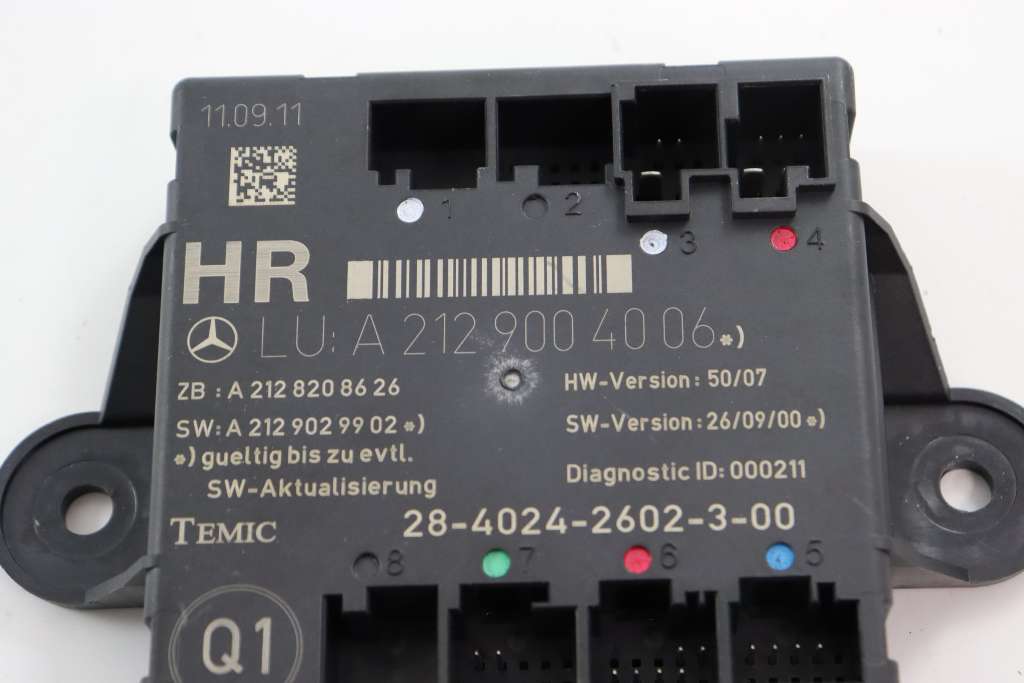 11.09.11
1 2 3 4
HR
LU: A 212 900 40 06 *)
ZB : A 212 820 86 26
HW-Version: 50/07
SW: A 212 902 99 02 *)
SW-Version: 26/09/00 *)
*) gueltig bis zu evtl.
SW-Aktualisierung
Diagnostic ID: 000211
TEMIC
28-4024-2602-3-00
8 7 6 5
Q1